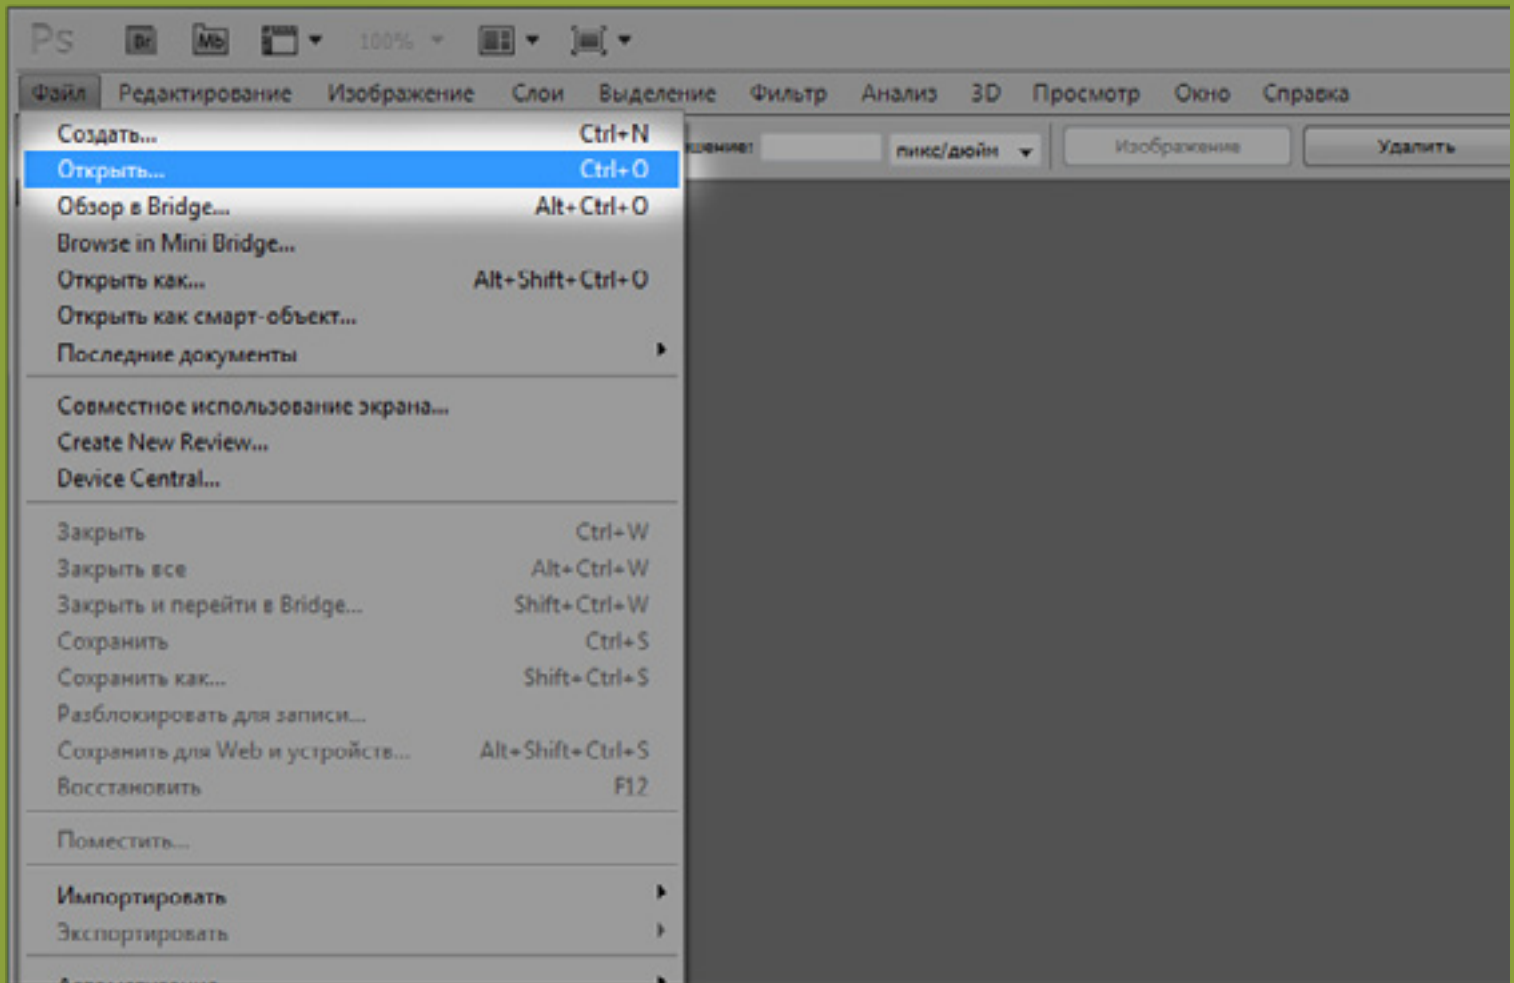 Ps Br Mb 100%
Файл Редактирование Изображение Слои Выделение Фильтр Анализ 3D Просмотр Окно Справка
пикс/дюйм Изображение Удалить
Создать... Ctrl+N
Открыть... Ctrl+O
Обзор в Bridge... Alt+Ctrl+O
Browse in Mini Bridge...
Открыть как... Alt+Shift+Ctrl+O
Открыть как смарт-объект...
Последние документы
Совместное использование экрана...
Create New Review...
Device Central...
Закрыть Ctrl+W
Закрыть все Alt+Ctrl+W
Закрыть и перейти в Bridge... Shift+Ctrl+W
Сохранить Ctrl+S
Сохранить как... Shift+Ctrl+S
Разблокировать для записи...
Сохранить для Web и устройств... Alt+Shift+Ctrl+S
Восстановить F12
Поместить...
Импортировать
Экспортировать